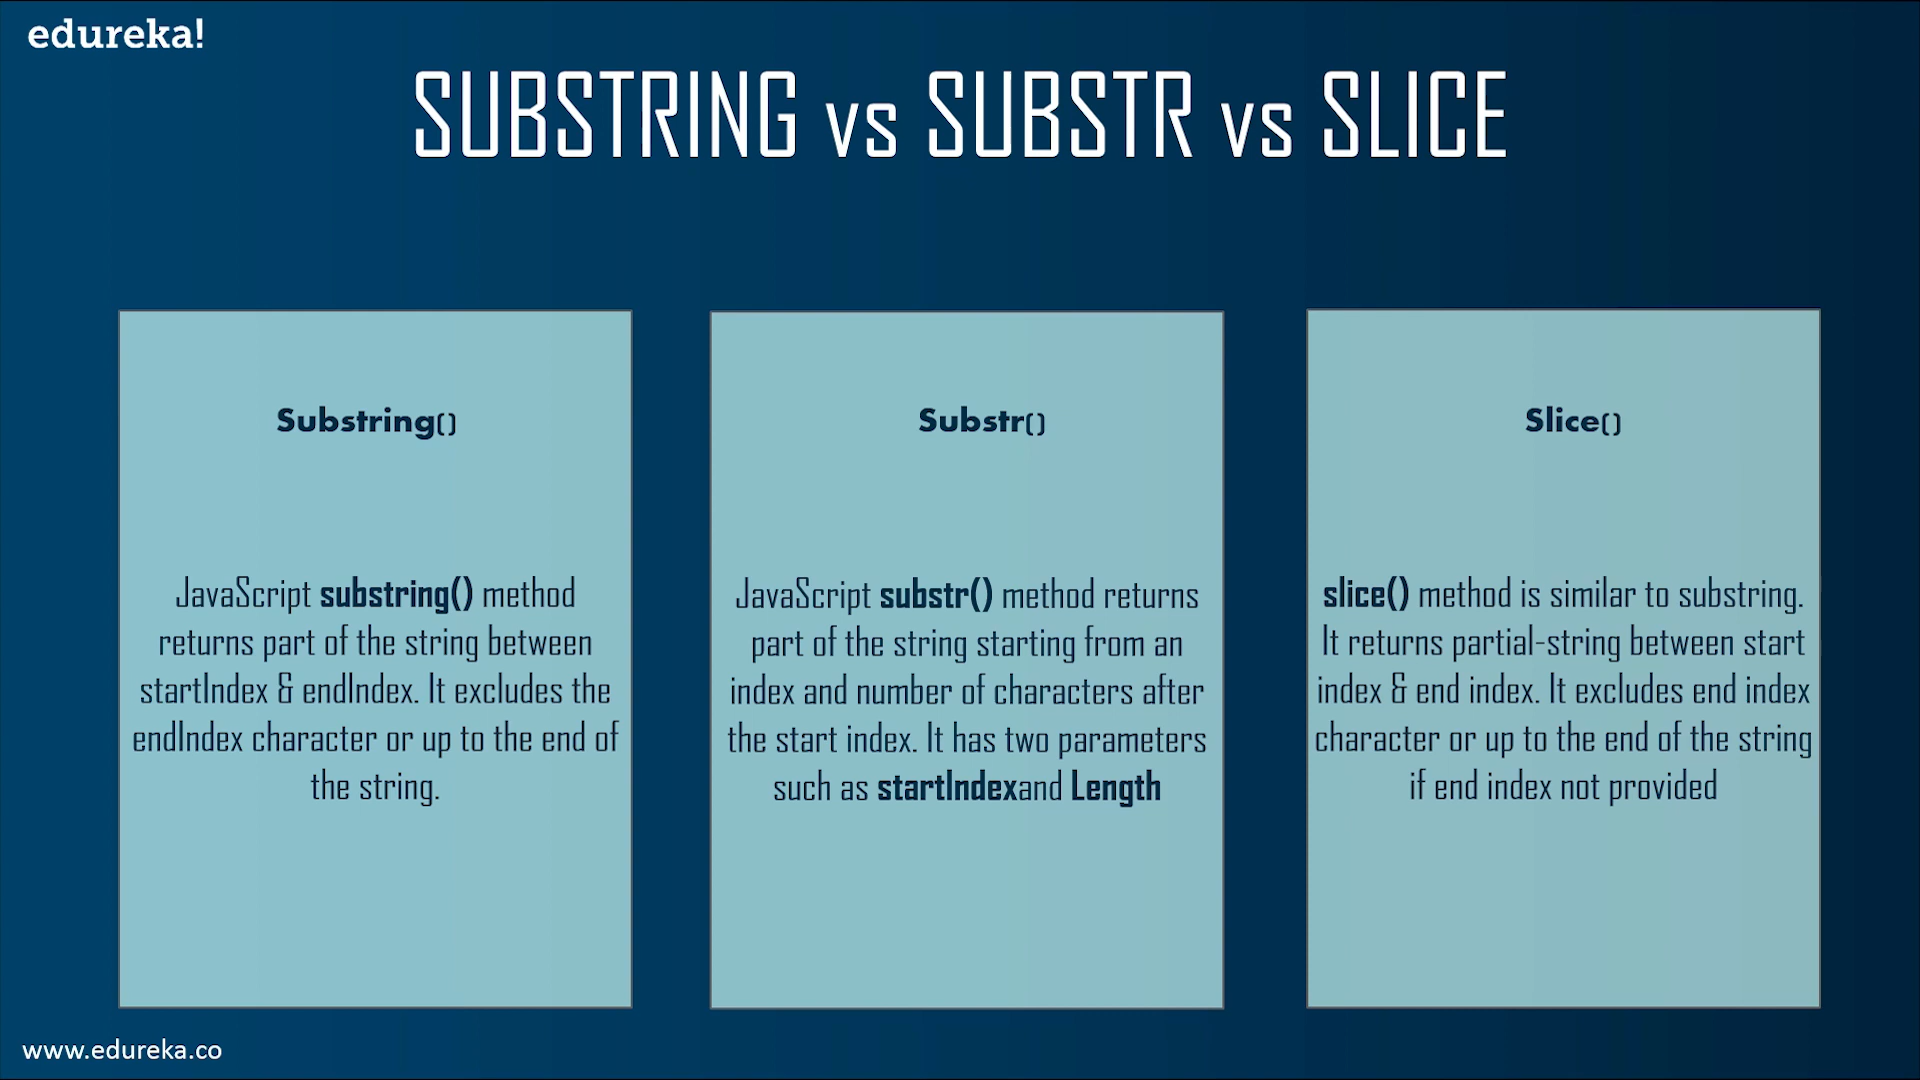 edureka!
SUBSTRING vs SUBSTR vs SLICE
Substring()
JavaScript substring() method
returns part of the string between
startIndex & endIndex. It excludes the
endIndex character or up to the end of
the string.
Substr()
JavaScript substr() method returns
part of the string starting from an
index and number of characters after
the start index. It has two parameters
such as startIndexand Length
Slice()
slice() method is similar to substring.
It returns partial-string between start
index & end index. It excludes end index
character or up to the end of the string
if end index not provided
www.edureka.co